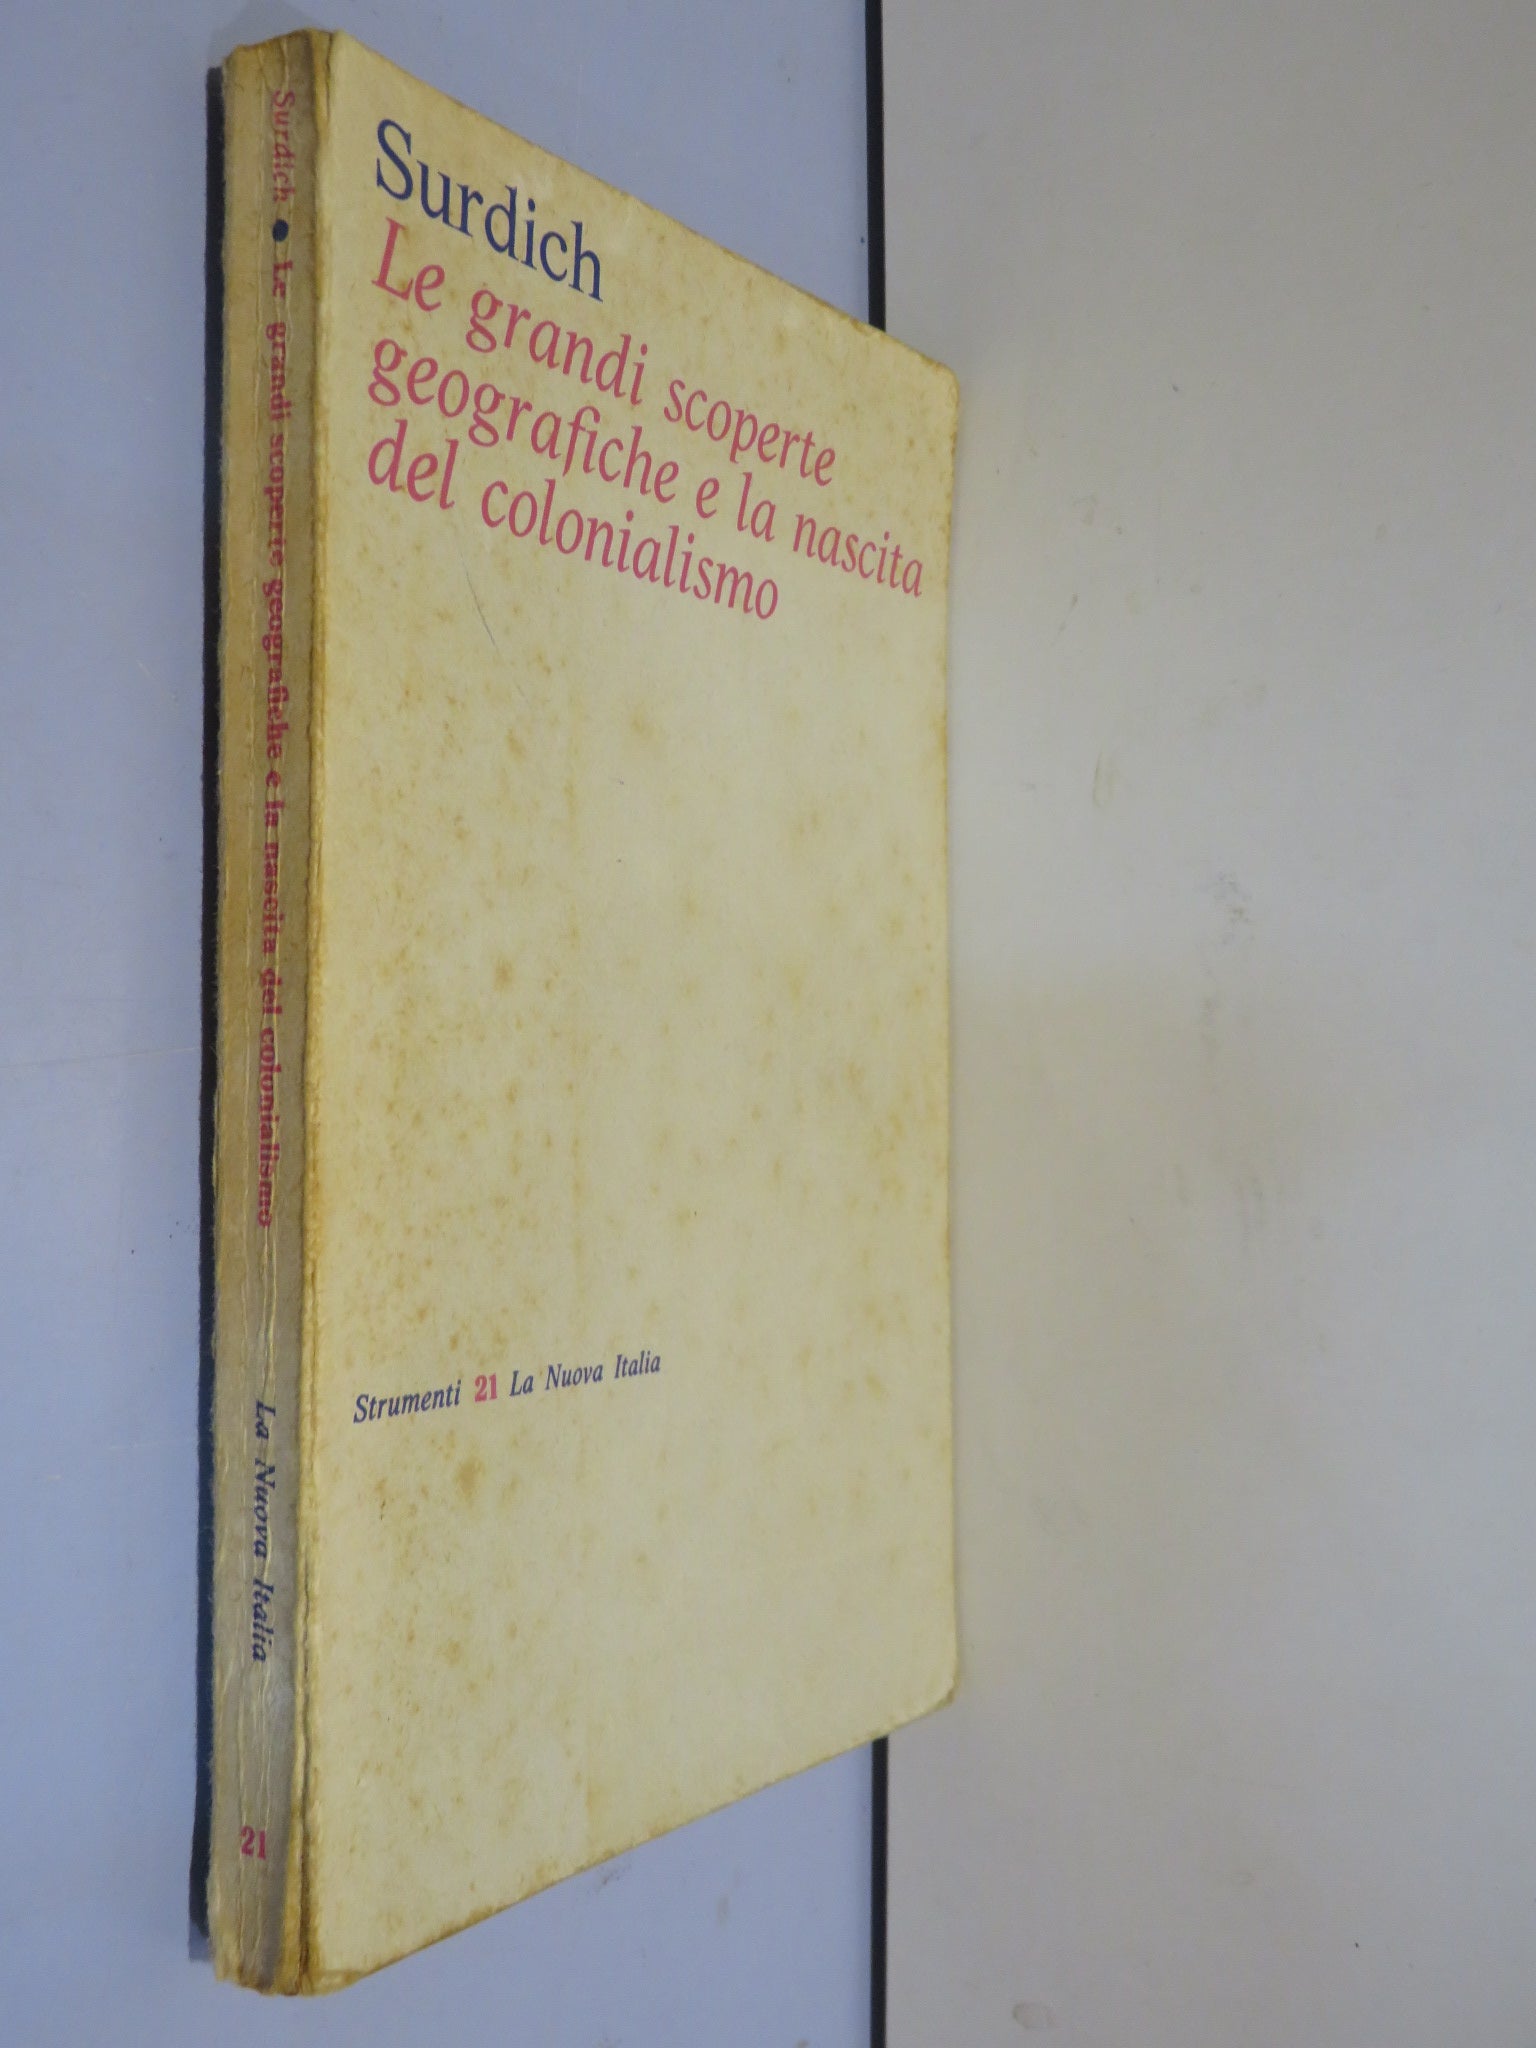 Surdich
Le grandi scoperte
geografiche e la nascita
del colonialismo
Strumenti 21 La Nuova Italia
Surdich • Le grandi scoperte geografiche e la nascita del colonialismo La Nuova Italia 21